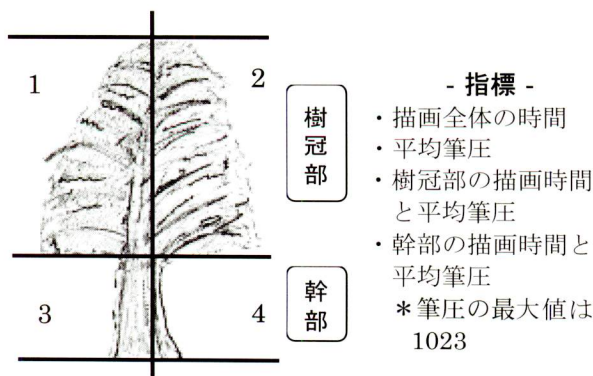 1
2
3
4
樹冠部
幹部
- 指標 -
・描画全体の時間
・平均筆圧
・樹冠部の描画時間
と平均筆圧
・幹部の描画時間と
平均筆圧
＊筆圧の最大値は
1023